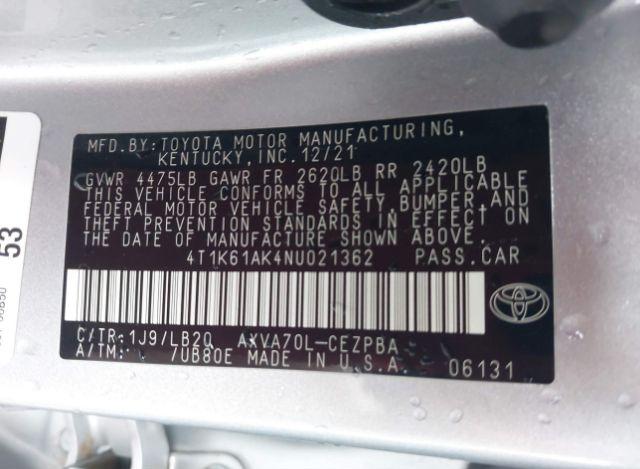 MFD.BY:TOYOTA MOTOR MANUFACTURING,
KENTUCKY,INC.12/21
GVWR 4475LB GAWR FR 2620LB RR 2420LB
THIS VEHICLE CONFORMS TO ALL APPLICABLE
FEDERAL MOTOR VEHICLE SAFETY,BUMPER,AND
THEFT PREVENTION STANDARDS IN EFFECT ON
THE DATE OF MANUFACTURE SHOWN ABOVE.
4T1K61AK4NU021362 PASS.CAR
C/TR:1J9/LB20 AXVA70L-CEZPBA
A/TM: /UB80E MADE IN U.S.A. 06131
53